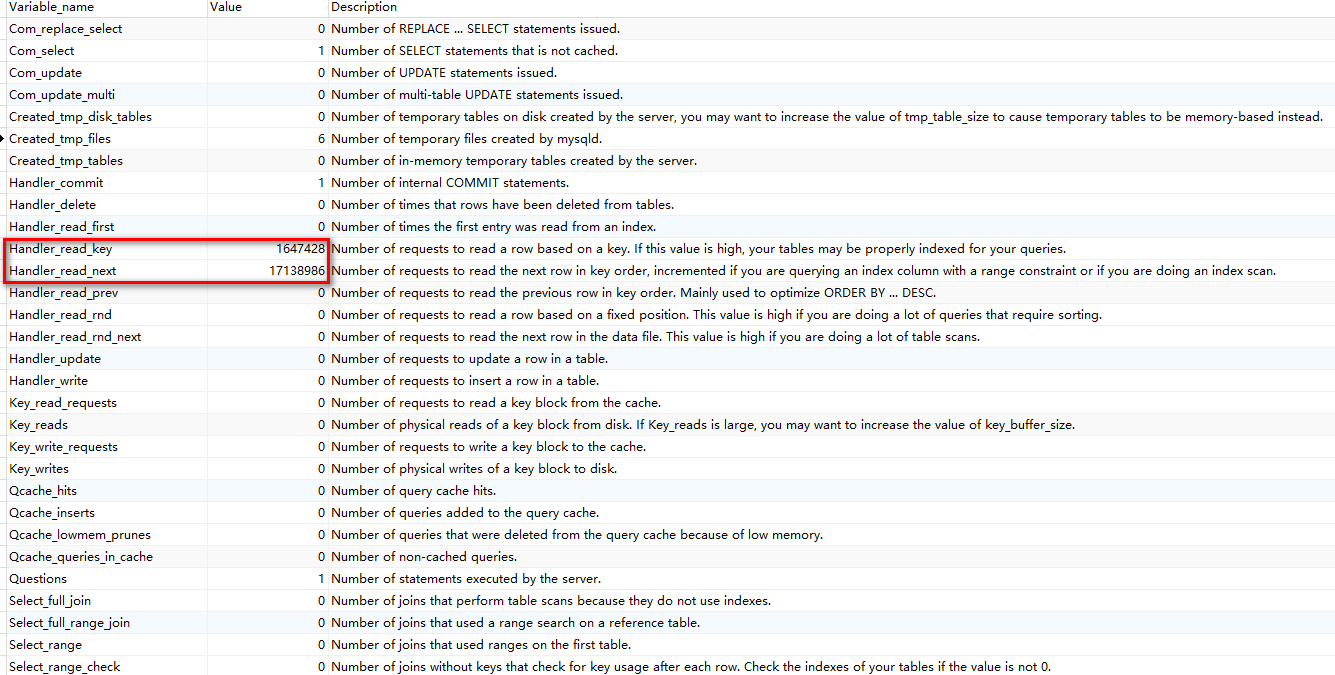 Variable_name Value Description
Com_replace_select 0 Number of REPLACE ... SELECT statements issued.
Com_select 1 Number of SELECT statements that is not cached.
Com_update 0 Number of UPDATE statements issued.
Com_update_multi 0 Number of multi-table UPDATE statements issued.
Created_tmp_disk_tables 0 Number of temporary tables on disk created by the server, you may want to increase the value of tmp_table_size to cause temporary tables to be memory-based instead.
Created_tmp_files 6 Number of temporary files created by mysqld.
Created_tmp_tables 0 Number of in-memory temporary tables created by the server.
Handler_commit 1 Number of internal COMMIT statements.
Handler_delete 0 Number of times that rows have been deleted from tables.
Handler_read_first 0 Number of times the first entry was read from an index.
Handler_read_key 1647428 Number of requests to read a row based on a key. If this value is high, your tables may be properly indexed for your queries.
Handler_read_next 17138986 Number of requests to read the next row in key order, incremented if you are querying an index column with a range constraint or if you are doing an index scan.
Handler_read_prev 0 Number of requests to read the previous row in key order. Mainly used to optimize ORDER BY ... DESC.
Handler_read_rnd 0 Number of requests to read a row based on a fixed position. This value is high if you are doing a lot of queries that require sorting.
Handler_read_rnd_next 0 Number of requests to read the next row in the data file. This value is high if you are doing a lot of table scans.
Handler_update 0 Number of requests to update a row in a table.
Handler_write 0 Number of requests to insert a row in a table.
Key_read_requests 0 Number of requests to read a key block from the cache.
Key_reads 0 Number of physical reads of a key block from disk. If Key_reads is large, you may want to increase the value of key_buffer_size.
Key_write_requests 0 Number of requests to write a key block to the cache.
Key_writes 0 Number of physical writes of a key block to disk.
Qcache_hits 0 Number of query cache hits.
Qcache_inserts 0 Number of queries added to the query cache.
Qcache_lowmem_prunes 0 Number of queries that were deleted from the query cache because of low memory.
Qcache_queries_in_cache 0 Number of non-cached queries.
Questions 1 Number of statements executed by the server.
Select_full_join 0 Number of joins that perform table scans because they do not use indexes.
Select_full_range_join 0 Number of joins that used a range search on a reference table.
Select_range 0 Number of joins that used ranges on the first table.
Select_range_check 0 Number of joins without keys that check for key usage after each row. Check the indexes of your tables if the value is not 0.